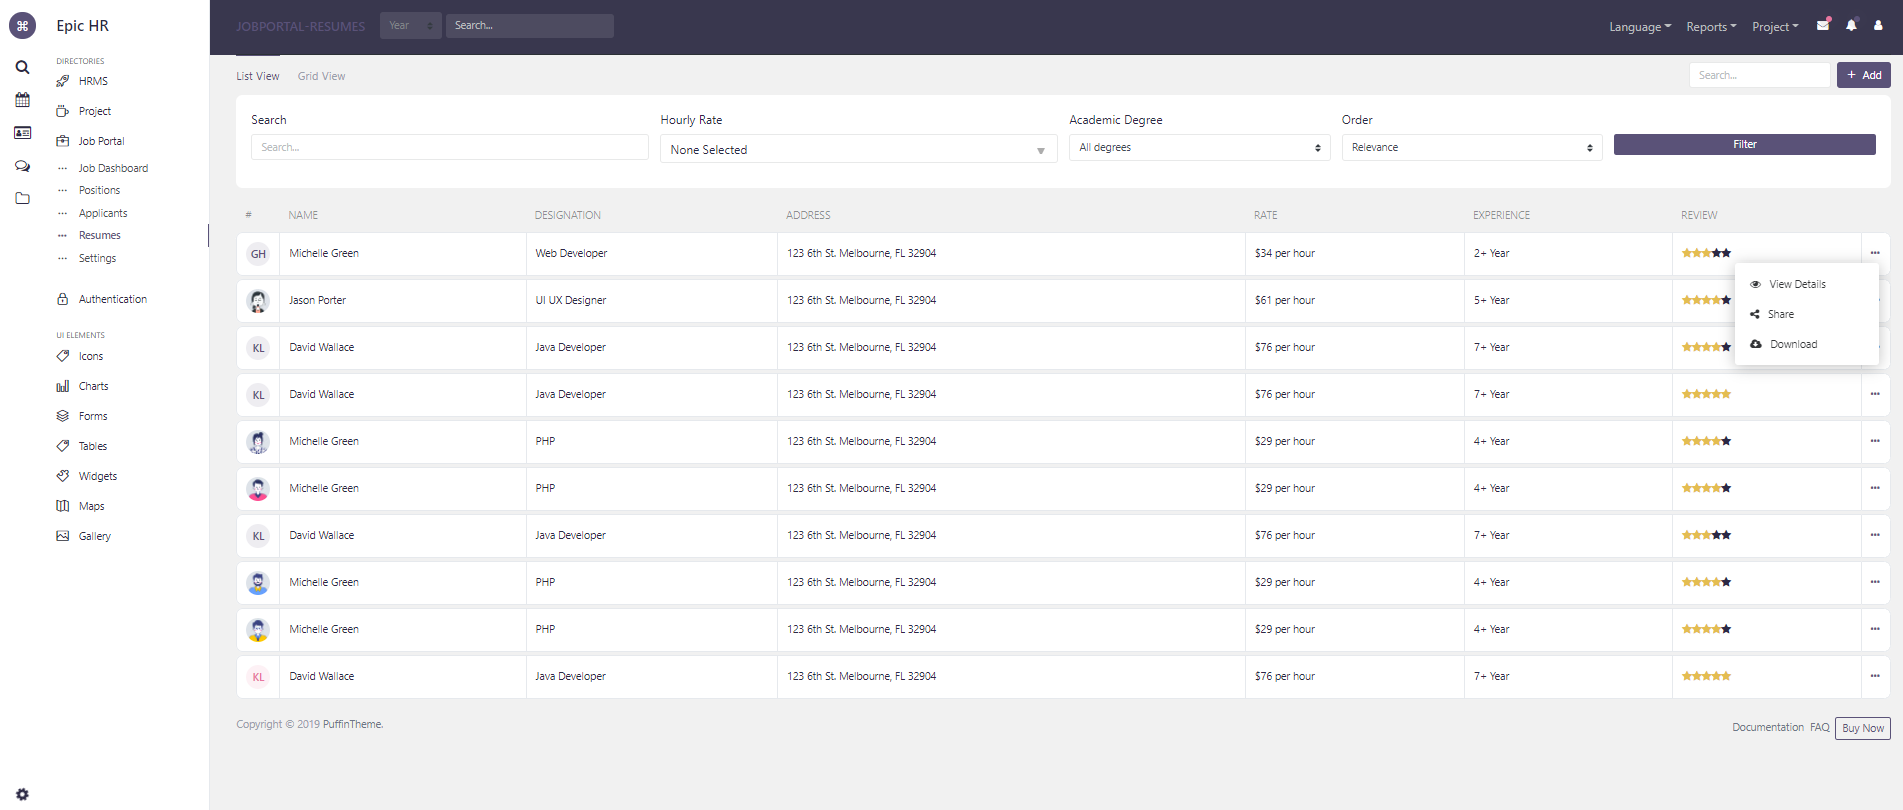 ⌘ Epic HR
DIRECTORIES
HRMS
Project
Job Portal
Job Dashboard
Positions
Applicants
Resumes
Settings
Authentication
UI ELEMENTS
Icons
Charts
Forms
Tables
Widgets
Maps
Gallery
JOBPORTAL-RESUMES Year Search... Language Reports Project
List View Grid View Search... + Add
Search Hourly Rate Academic Degree Order
Search... None Selected All degrees Relevance Filter
# NAME DESIGNATION ADDRESS RATE EXPERIENCE REVIEW
GH Michelle Green Web Developer 123 6th St. Melbourne, FL 32904 $34 per hour 2+ Year
Jason Porter UI UX Designer 123 6th St. Melbourne, FL 32904 $61 per hour 5+ Year
KL David Wallace Java Developer 123 6th St. Melbourne, FL 32904 $76 per hour 7+ Year
KL David Wallace Java Developer 123 6th St. Melbourne, FL 32904 $76 per hour 7+ Year
Michelle Green PHP 123 6th St. Melbourne, FL 32904 $29 per hour 4+ Year
Michelle Green PHP 123 6th St. Melbourne, FL 32904 $29 per hour 4+ Year
KL David Wallace Java Developer 123 6th St. Melbourne, FL 32904 $76 per hour 7+ Year
Michelle Green PHP 123 6th St. Melbourne, FL 32904 $29 per hour 4+ Year
Michelle Green PHP 123 6th St. Melbourne, FL 32904 $29 per hour 4+ Year
KL David Wallace Java Developer 123 6th St. Melbourne, FL 32904 $76 per hour 7+ Year
View Details
Share
Download
Copyright © 2019 PuffinTheme. Documentation FAQ Buy Now